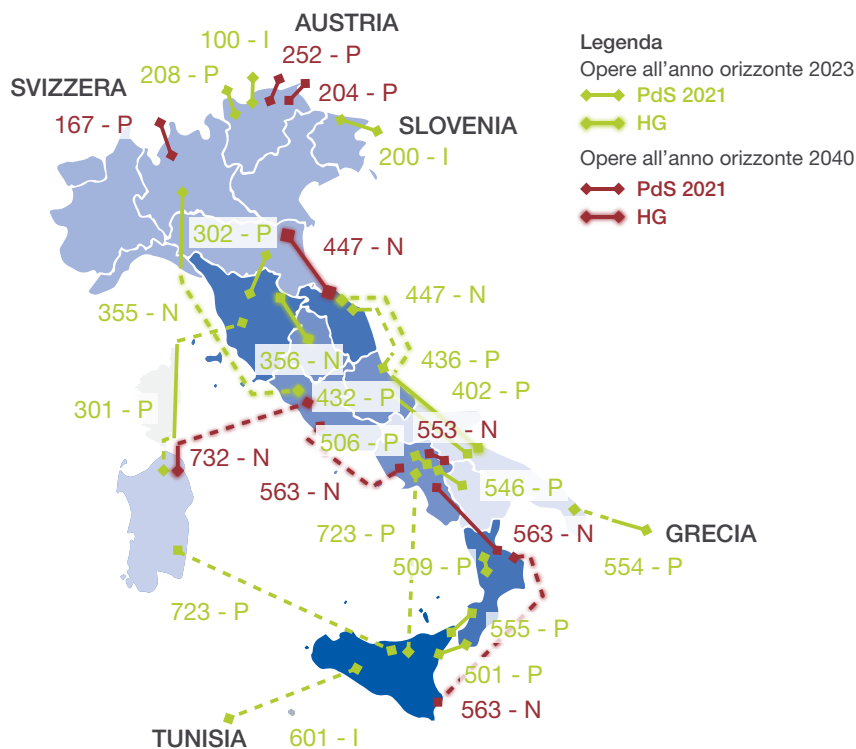 AUSTRIA
100 - I
252 - P
208 - P
SVIZZERA
204 - P
167 - P
SLOVENIA
200 - I
Legenda
Opere all'anno orizzonte 2023
PdS 2021
HG
Opere all'anno orizzonte 2040
PdS 2021
HG
302 - P
447 - N
447 - N
355 - N
356 - N
436 - P
432 - P
402 - P
301 - P
506 - P
553 - N
732 - N
563 - N
546 - P
723 - P
563 - N
GRECIA
509 - P
554 - P
723 - P
555 - P
501 - P
563 - N
TUNISIA
601 - I